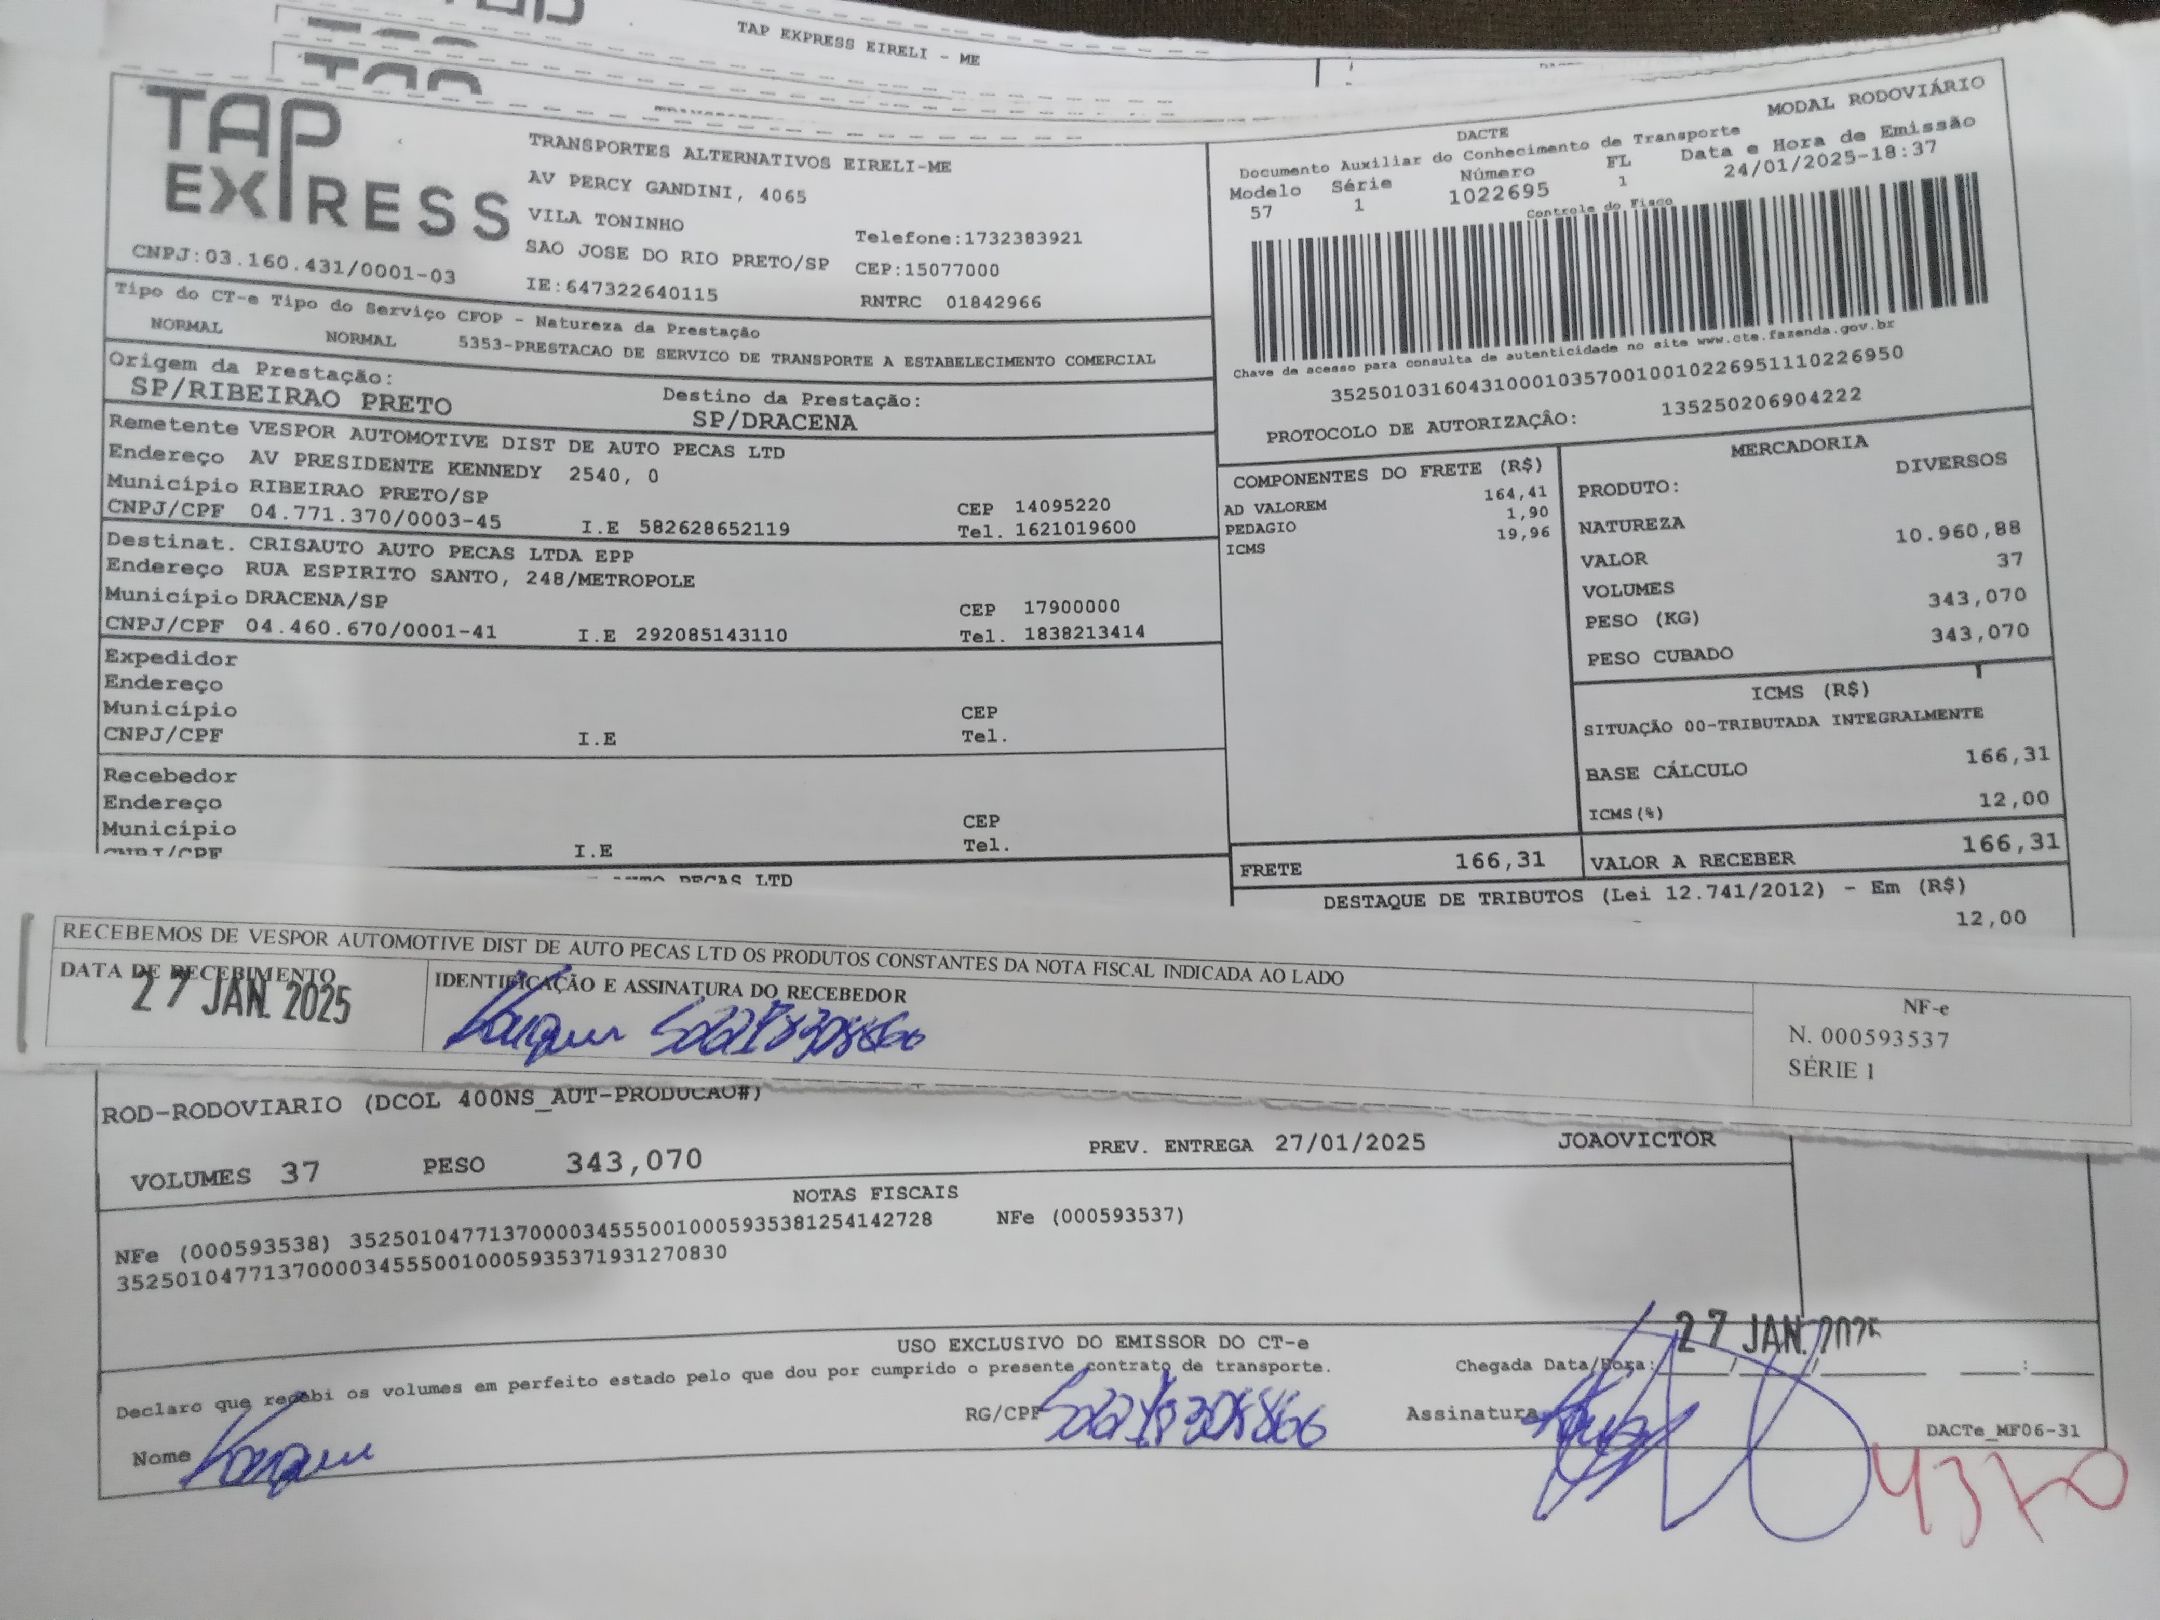 TAP EXPRESS EIRELI - ME
TAP EXPRESS
CNPJ:03.160.431/0001-03
TRANSPORTES ALTERNATIVOS EIRELI-ME
AV PERCY GANDINI, 4065
VILA TONINHO
Telefone:1732383921
SAO JOSE DO RIO PRETO/SP CEP:15077000
IE:647322640115 RNTRC 01842966
MODAL RODOVIÁRIO
DACTE
Documento Auxiliar do Conhecimento de Transporte
Modelo Série Número FL Data e Hora de Emissão
57 1 1022695 1 24/01/2025-18:37
Controle do Fisco
Chave de acesso para consulta de autenticidade no site www.cte.fazenda.gov.br
35250103160431000103570010010226951110226950
PROTOCOLO DE AUTORIZAÇÃO: 135250206904222
Tipo do CT-e Tipo do Serviço CFOP - Natureza da Prestação
NORMAL NORMAL 5353-PRESTACAO DE SERVICO DE TRANSPORTE A ESTABELECIMENTO COMERCIAL
Origem da Prestação: Destino da Prestação:
SP/RIBEIRAO PRETO SP/DRACENA
Remetente VESPOR AUTOMOTIVE DIST DE AUTO PECAS LTD
Endereço AV PRESIDENTE KENNEDY 2540, 0
Município RIBEIRAO PRETO/SP CEP 14095220
CNPJ/CPF 04.771.370/0003-45 I.E 582628652119 Tel. 1621019600
Destinat. CRISAUTO AUTO PECAS LTDA EPP
Endereço RUA ESPIRITO SANTO, 248/METROPOLE
Município DRACENA/SP CEP 17900000
CNPJ/CPF 04.460.670/0001-41 I.E 292085143110 Tel. 1838213414
Expedidor
Endereço
Município CEP
CNPJ/CPF I.E Tel.
Recebedor
Endereço
Município CEP
CNPJ/CPF I.E Tel.
AUTO PECAS LTD
COMPONENTES DO FRETE (R$)
AD VALOREM 164,41
PEDAGIO 1,90
ICMS 19,96
FRETE 166,31
MERCADORIA
PRODUTO: DIVERSOS
NATUREZA
VALOR 10.960,88
VOLUMES 37
PESO (KG) 343,070
PESO CUBADO 343,070
ICMS (R$)
SITUAÇÃO 00-TRIBUTADA INTEGRALMENTE
BASE CÁLCULO 166,31
ICMS(%) 12,00
VALOR A RECEBER 166,31
DESTAQUE DE TRIBUTOS (Lei 12.741/2012) - Em (R$)
12,00
RECEBEMOS DE VESPOR AUTOMOTIVE DIST DE AUTO PECAS LTD OS PRODUTOS CONSTANTES DA NOTA FISCAL INDICADA AO LADO
DATA DE RECEBIMENTO IDENTIFICAÇÃO E ASSINATURA DO RECEBEDOR
27 JAN. 2025
NF-e
N. 000593537
SÉRIE 1
ROD-RODOVIARIO (DCOL 400NS_AUT-PRODUCAO#)
VOLUMES 37 PESO 343,070 PREV. ENTREGA 27/01/2025 JOAOVICTOR
NOTAS FISCAIS
NFe (000593538) 35250104771370000345550010005935381254142728 NFe (000593537)
35250104771370000345550010005935371931270830
USO EXCLUSIVO DO EMISSOR DO CT-e
Declaro que recebi os volumes em perfeito estado pelo que dou por cumprido o presente contrato de transporte.
Chegada Data/Hora: 27 JAN. 2025
Nome RG/CPF Assinatura
DACTe_MF06-31